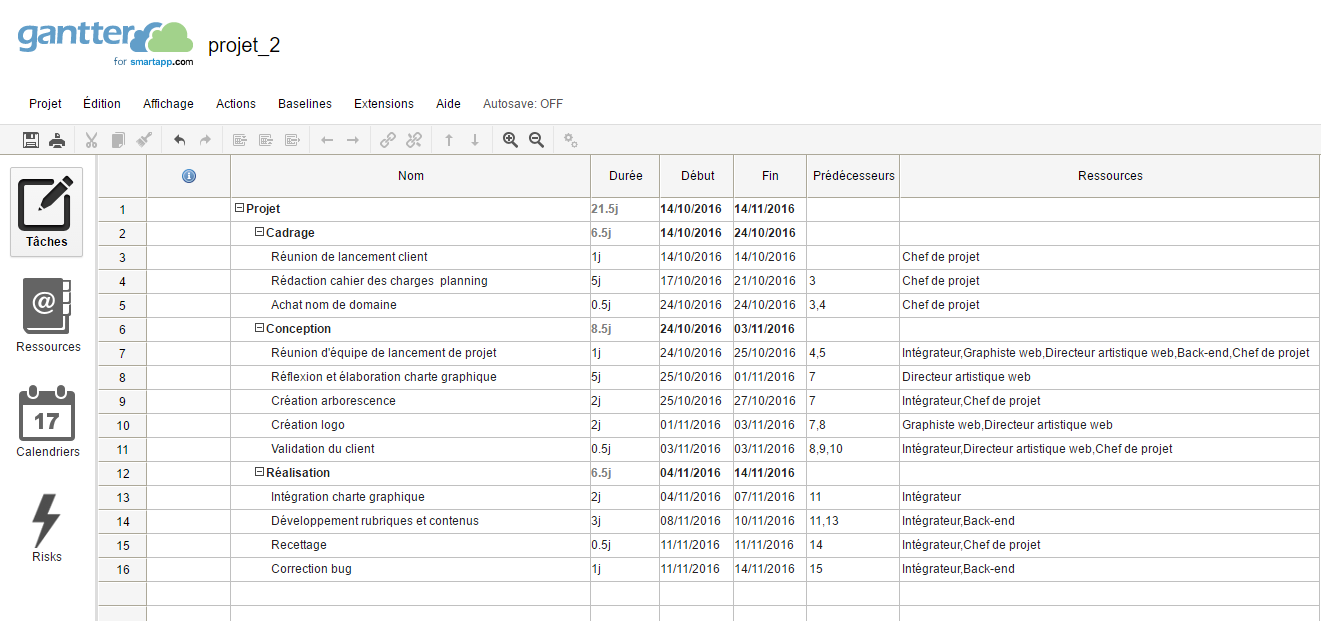 gantter
for smartapp.com
projet_2
Projet Édition Affichage Actions Baselines Extensions Aide Autosave: OFF
Nom Durée Début Fin Prédécesseurs Ressources
1 Projet 21.5j 14/10/2016 14/11/2016
2 Cadrage 6.5j 14/10/2016 24/10/2016
3 Réunion de lancement client 1j 14/10/2016 14/10/2016 Chef de projet
4 Rédaction cahier des charges planning 5j 17/10/2016 21/10/2016 3 Chef de projet
5 Achat nom de domaine 0.5j 24/10/2016 24/10/2016 3,4 Chef de projet
6 Conception 8.5j 24/10/2016 03/11/2016
7 Réunion d'équipe de lancement de projet 1j 24/10/2016 25/10/2016 4,5 Intégrateur,Graphiste web,Directeur artistique web,Back-end,Chef de projet
8 Réflexion et élaboration charte graphique 5j 25/10/2016 01/11/2016 7 Directeur artistique web
9 Création arborescence 2j 25/10/2016 27/10/2016 7 Intégrateur,Chef de projet
10 Création logo 2j 01/11/2016 03/11/2016 7,8 Graphiste web,Directeur artistique web
11 Validation du client 0.5j 03/11/2016 03/11/2016 8,9,10 Intégrateur,Directeur artistique web,Chef de projet
12 Réalisation 6.5j 04/11/2016 14/11/2016
13 Intégration charte graphique 2j 04/11/2016 07/11/2016 11 Intégrateur
14 Développement rubriques et contenus 3j 08/11/2016 10/11/2016 11,13 Intégrateur,Back-end
15 Recettage 0.5j 11/11/2016 11/11/2016 14 Intégrateur,Chef de projet
16 Correction bug 1j 11/11/2016 14/11/2016 15 Intégrateur,Back-end
Tâches
@
Ressources
17
Calendriers
Risks